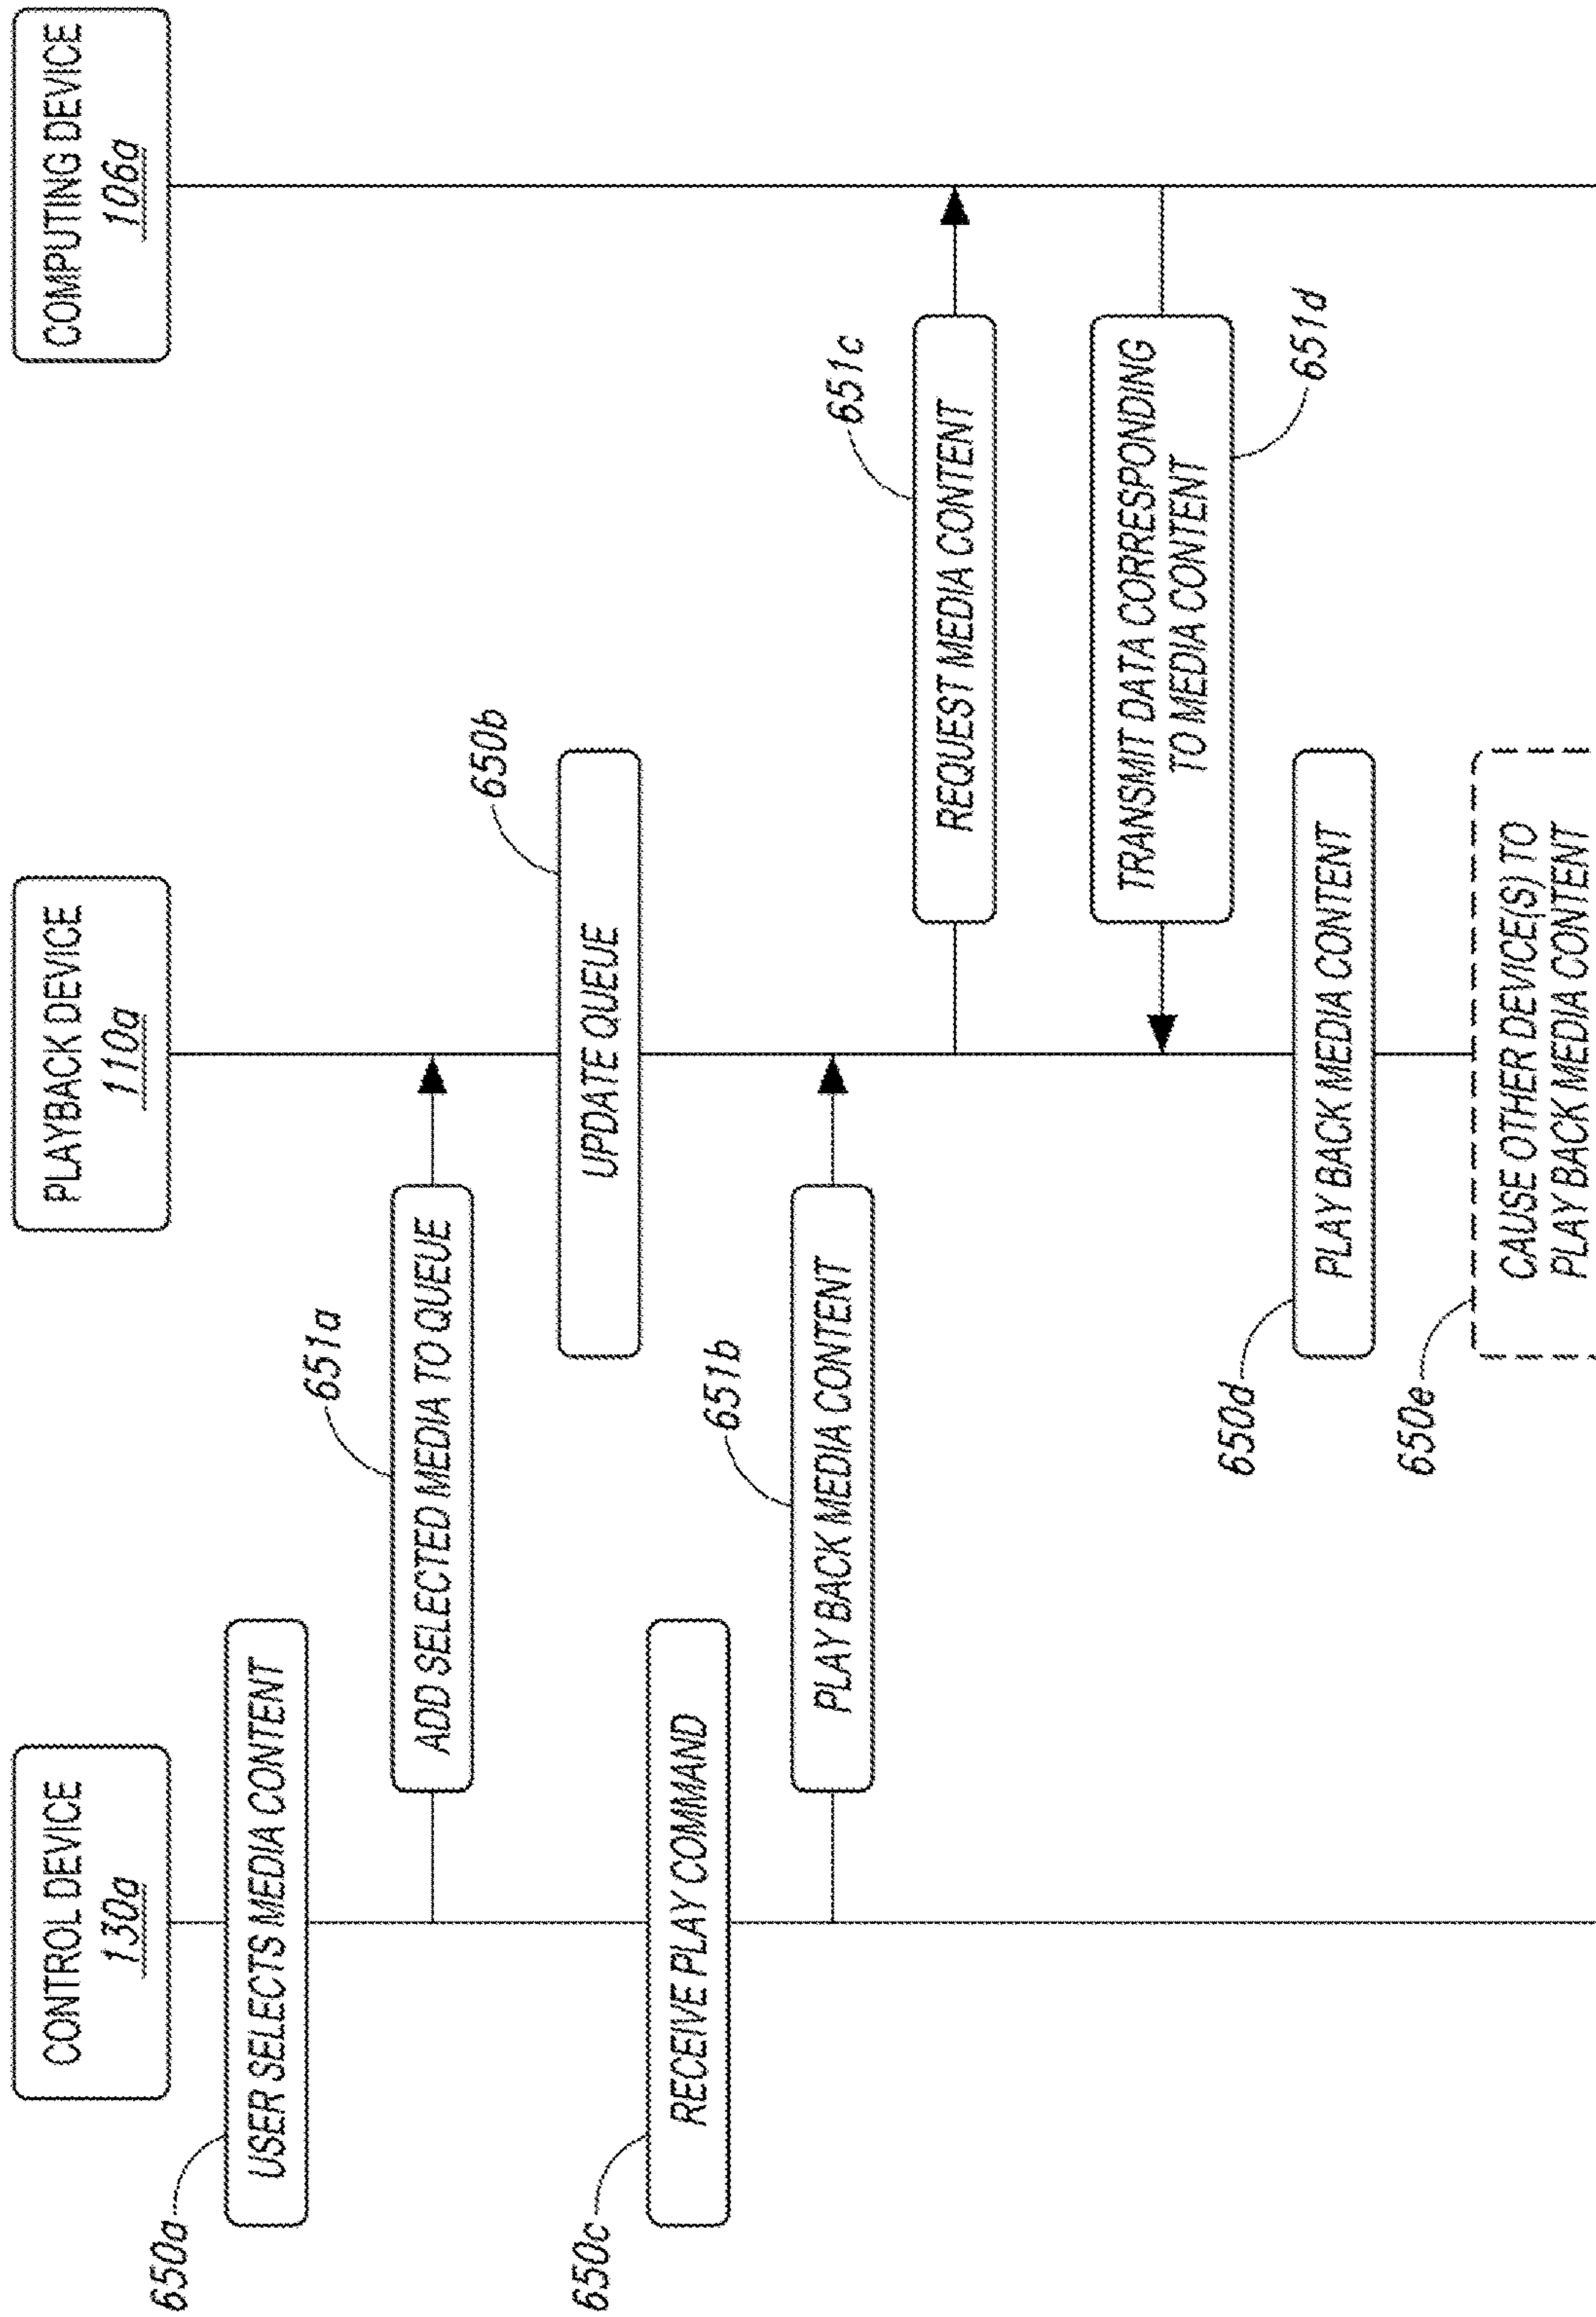 CONTROL DEVICE
130a
PLAYBACK DEVICE
110a
COMPUTING DEVICE
106a
650a
USER SELECTS MEDIA CONTENT
651a
ADD SELECTED MEDIA TO QUEUE
650b
UPDATE QUEUE
650c
RECEIVE PLAY COMMAND
651b
PLAY BACK MEDIA CONTENT
651c
REQUEST MEDIA CONTENT
TRANSMIT DATA CORRESPONDING
TO MEDIA CONTENT
651d
650d
PLAY BACK MEDIA CONTENT
650e
CAUSE OTHER DEVICE(S) TO
PLAY BACK MEDIA CONTENT